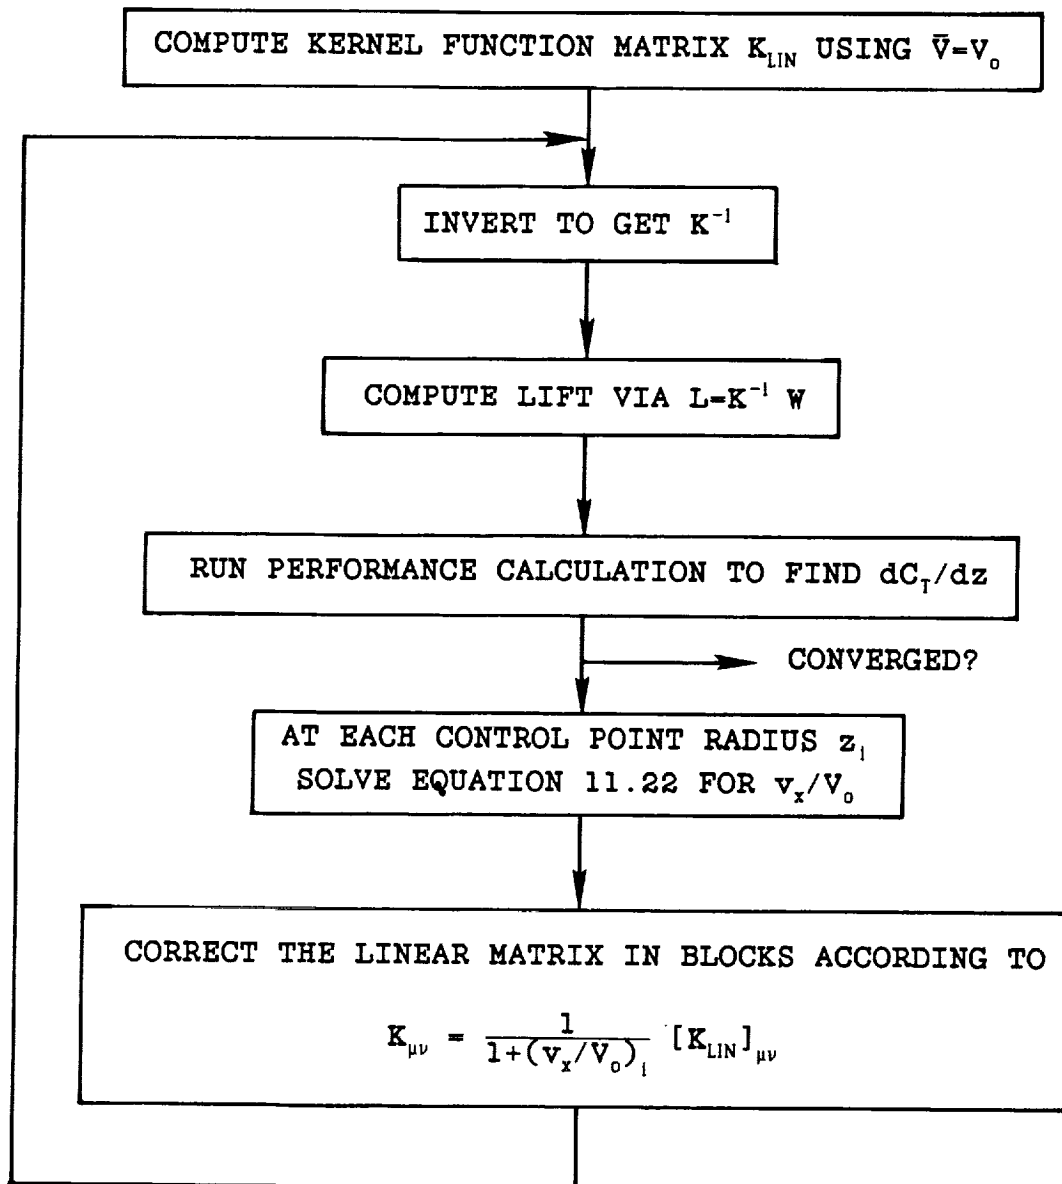 COMPUTE KERNEL FUNCTION MATRIX K_LIN USING V̄=V_o
INVERT TO GET K⁻¹
COMPUTE LIFT VIA L=K⁻¹ W
RUN PERFORMANCE CALCULATION TO FIND dC_T/dz
CONVERGED?
AT EACH CONTROL POINT RADIUS z_i
SOLVE EQUATION 11.22 FOR v_x/V_o
CORRECT THE LINEAR MATRIX IN BLOCKS ACCORDING TO
K_μν = 1/(1+(v_x/V_o)_i) [K_LIN]_μν